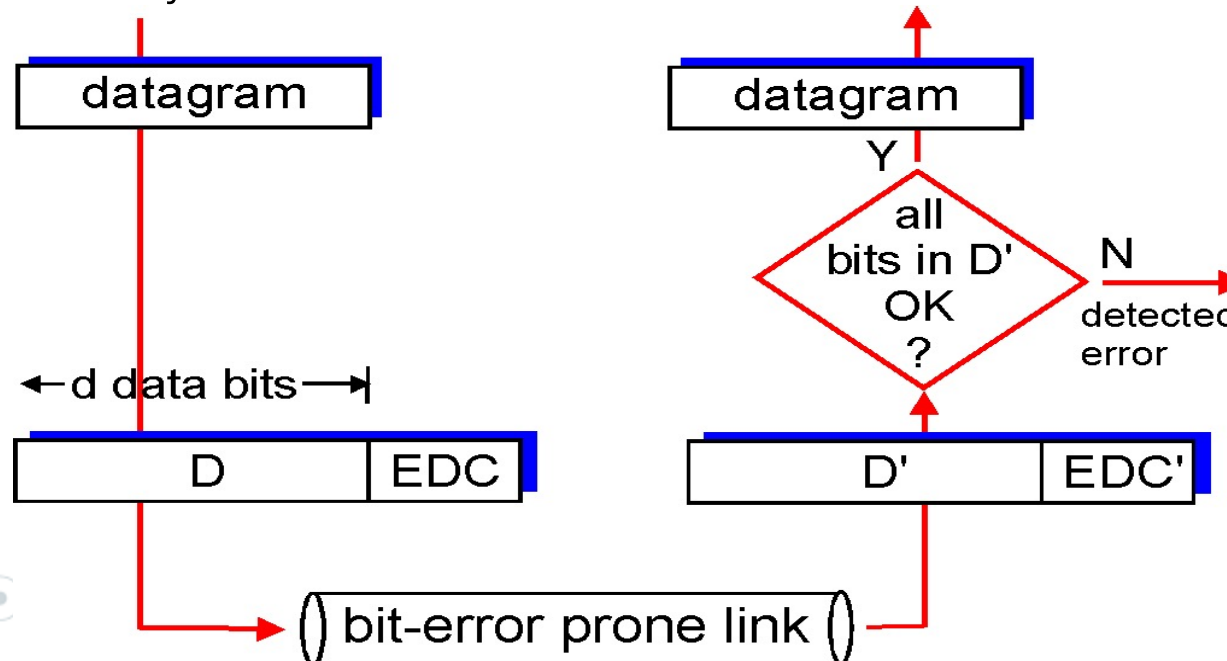 datagram
datagram
Y
all
bits in D'
OK
?
N
detected
error
d data bits
D
EDC
D'
EDC'
bit-error prone link